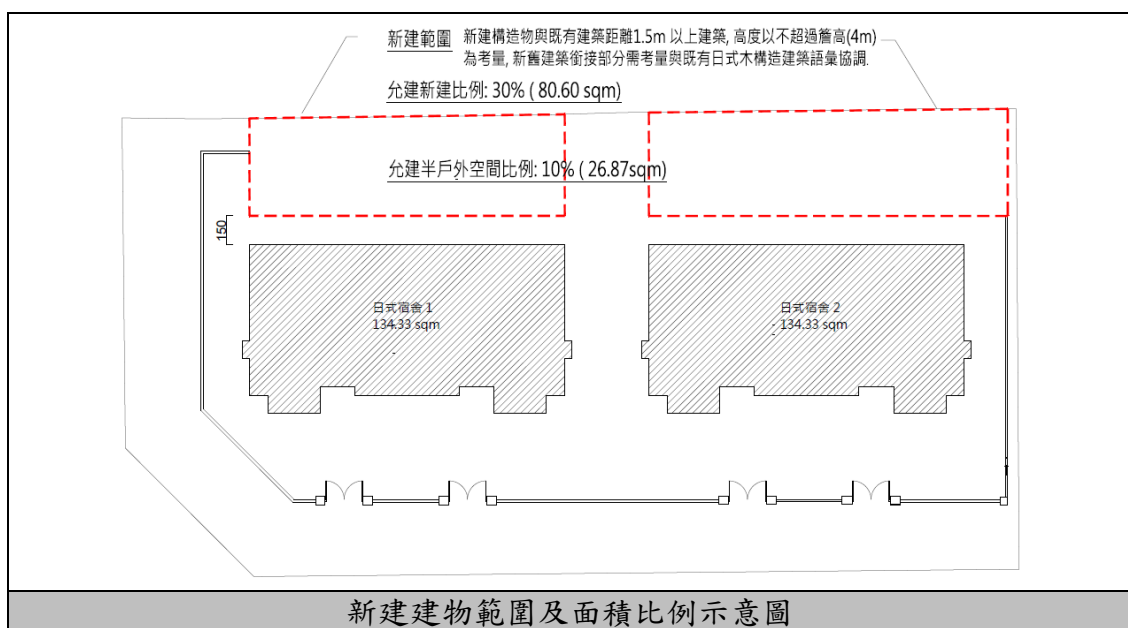 新建範圍 新建構造物與既有建築距離1.5m 以上建築, 高度以不超過簷高(4m)
為考量, 新舊建築銜接部分需考量與既有日式木構造建築語彙協調.
允建新建比例: 30% ( 80.60 sqm)
允建半戶外空間比例: 10% ( 26.87sqm)
150
日式宿舍 1
134.33 sqm
日式宿舍 2
134.33 sqm
新建建物範圍及面積比例示意圖